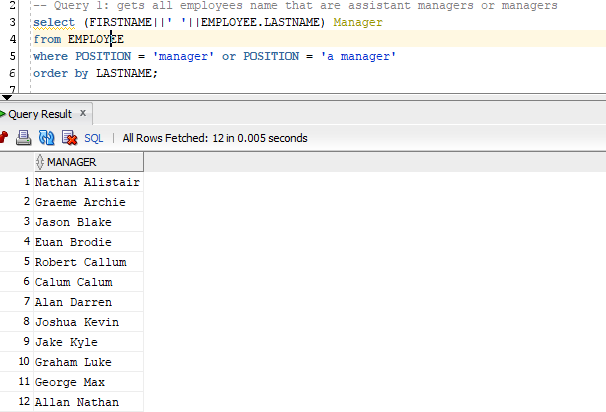 2 -- Query 1: gets all employees name that are assistant managers or managers
3 select (FIRSTNAME||' '||EMPLOYEE.LASTNAME) Manager
4 from EMPLOYEE
5 where POSITION = 'manager' or POSITION = 'a manager'
6 order by LASTNAME;
7
Query Result x
SQL | All Rows Fetched: 12 in 0.005 seconds
MANAGER
1 Nathan Alistair
2 Graeme Archie
3 Jason Blake
4 Euan Brodie
5 Robert Callum
6 Calum Calum
7 Alan Darren
8 Joshua Kevin
9 Jake Kyle
10 Graham Luke
11 George Max
12 Allan Nathan